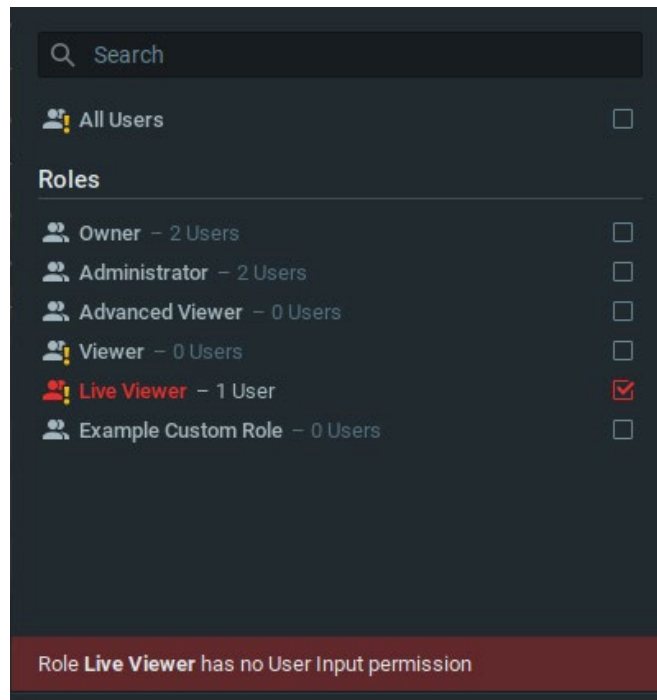 Search
All Users
Roles
Owner – 2 Users
Administrator – 2 Users
Advanced Viewer – 0 Users
Viewer – 0 Users
Live Viewer – 1 User
Example Custom Role – 0 Users
Role Live Viewer has no User Input permission